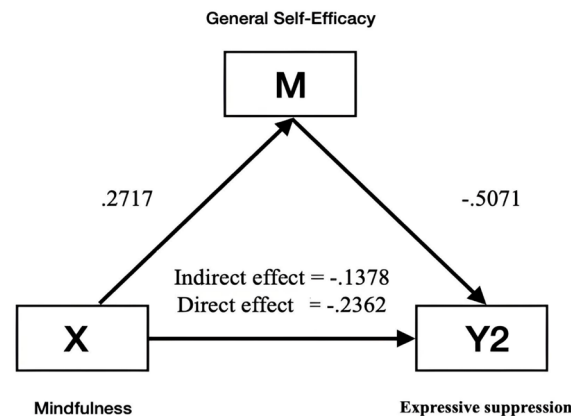 General Self-Efficacy
M
.2717
-.5071
Indirect effect = -.1378
Direct effect = -.2362
X
Y2
Mindfulness
Expressive suppression